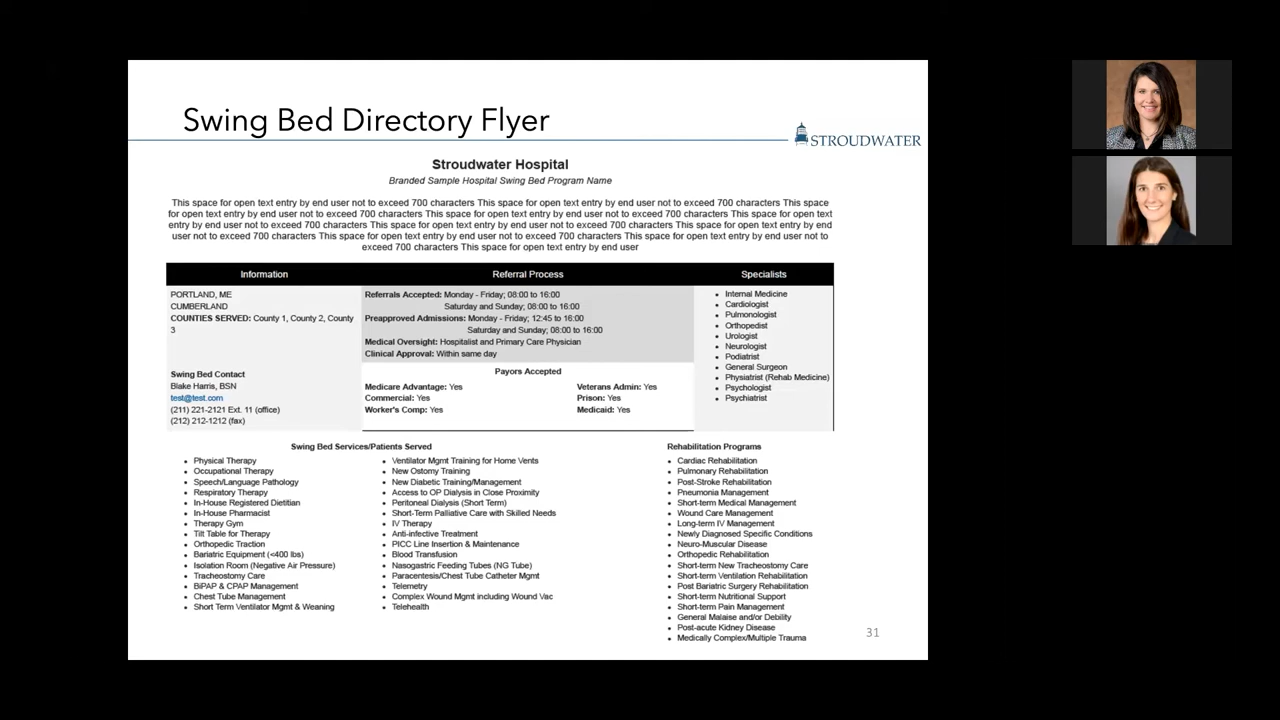 Swing Bed Directory Flyer
STROUDWATER
Stroudwater Hospital
Branded Sample Hospital Swing Bed Program Name
This space for open text entry by end user not to exceed 700 characters This space for open text entry by end user not to exceed 700 characters This space
for open text entry by end user not to exceed 700 characters This space for open text entry by end user not to exceed 700 characters This space for open text
entry by end user not to exceed 700 characters This space for open text entry by end user not to exceed 700 characters This space for open text entry by end
user not to exceed 700 characters This space for open text entry by end user not to exceed 700 characters This space for open text entry by end user not to
exceed 700 characters This space for open text entry by end user
Information
PORTLAND, ME
CUMBERLAND
COUNTIES SERVED: County 1, County 2, County
3
Swing Bed Contact
Blake Harris, BSN
test@test.com
(211) 221-2121 Ext. 11 (office)
(212) 212-1212 (fax)
Referral Process
Referrals Accepted: Monday - Friday; 08:00 to 16:00
Saturday and Sunday; 08:00 to 16:00
Preapproved Admissions: Monday - Friday; 12:45 to 16:00
Saturday and Sunday; 08:00 to 16:00
Medical Oversight: Hospitalist and Primary Care Physician
Clinical Approval: Within same day
Payors Accepted
Medicare Advantage: Yes
Commercial: Yes
Worker's Comp: Yes
Veterans Admin: Yes
Prison: Yes
Medicaid: Yes
Specialists
• Internal Medicine
• Cardiologist
• Pulmonologist
• Orthopedist
• Urologist
• Neurologist
• Podiatrist
• General Surgeon
• Physiatrist (Rehab Medicine)
• Psychologist
• Psychiatrist
Swing Bed Services/Patients Served
• Physical Therapy
• Occupational Therapy
• Speech/Language Pathology
• Respiratory Therapy
• In-House Registered Dietitian
• In-House Pharmacist
• Therapy Gym
• Tilt Table for Therapy
• Orthopedic Traction
• Bariatric Equipment (<400 lbs)
• Isolation Room (Negative Air Pressure)
• Tracheostomy Care
• BiPAP & CPAP Management
• Chest Tube Management
• Short Term Ventilator Mgmt & Weaning
• Ventilator Mgmt Training for Home Vents
• New Ostomy Training
• New Diabetic Training/Management
• Access to OP Dialysis in Close Proximity
• Peritoneal Dialysis (Short Term)
• Short-Term Palliative Care with Skilled Needs
• IV Therapy
• Anti-infective Treatment
• PICC Line Insertion & Maintenance
• Blood Transfusion
• Nasogastric Feeding Tubes (NG Tube)
• Paracentesis/Chest Tube Catheter Mgmt
• Telemetry
• Complex Wound Mgmt including Wound Vac
• Telehealth
Rehabilitation Programs
• Cardiac Rehabilitation
• Pulmonary Rehabilitation
• Post-Stroke Rehabilitation
• Pneumonia Management
• Short-term Medical Management
• Wound Care Management
• Long-term IV Management
• Newly Diagnosed Specific Conditions
• Neuro-Muscular Disease
• Orthopedic Rehabilitation
• Short-term New Tracheostomy Care
• Short-term Ventilation Rehabilitation
• Post Bariatric Surgery Rehabilitation
• Short-term Nutritional Support
• Short-term Pain Management
• General Malaise and/or Debility
• Post-acute Kidney Disease
• Medically Complex/Multiple Trauma
31